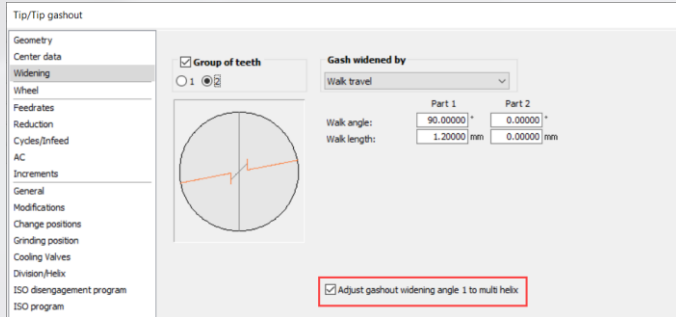 Tip/Tip gashout
Geometry
Center data
Widening
Wheel
Feedrates
Reduction
Cycles/Infeed
AC
Increments
General
Modifications
Change positions
Grinding position
Cooling Valves
Division/Helix
ISO disengagement program
ISO program
Group of teeth
1 2
Gash widened by
Walk travel
Part 1 Part 2
Walk angle: 90.00000 ° 0.00000 °
Walk length: 1.20000 mm 0.00000 mm
Adjust gashout widening angle 1 to multi helix